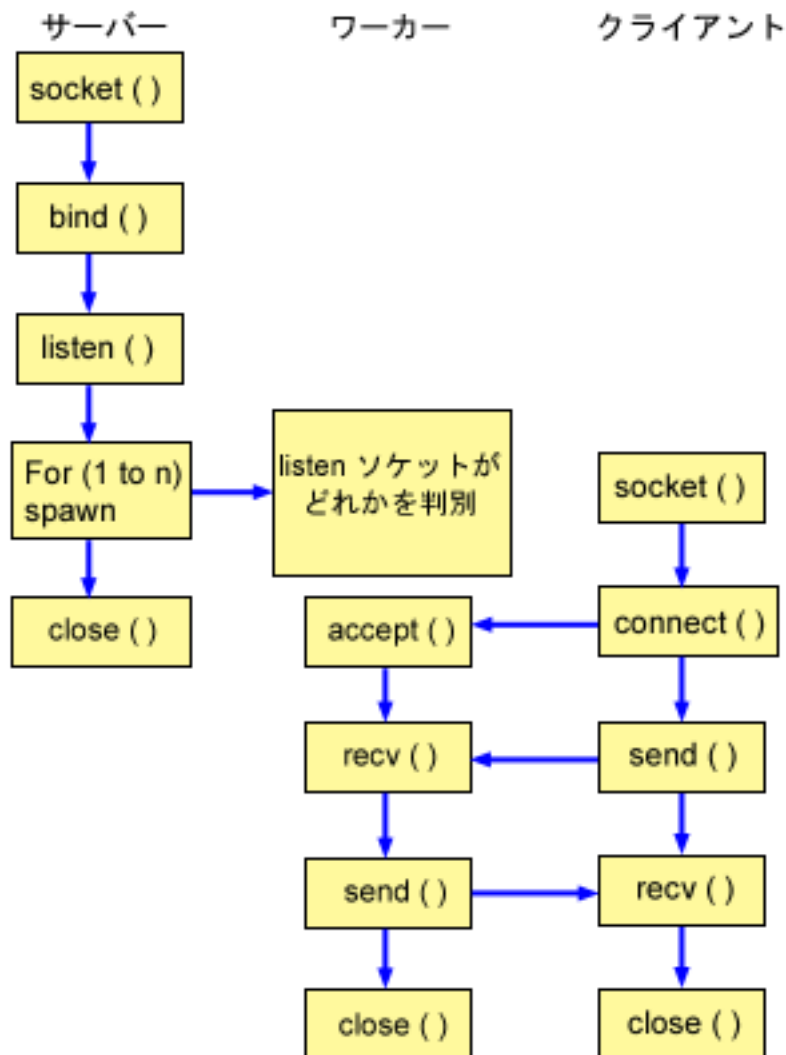 サーバー
ワーカー
クライアント
socket ( )
bind ( )
listen ( )
For (1 to n)
spawn
close ( )
listen ソケットが
どれかを判別
accept ( )
recv ( )
send ( )
close ( )
socket ( )
connect ( )
send ( )
recv ( )
close ( )